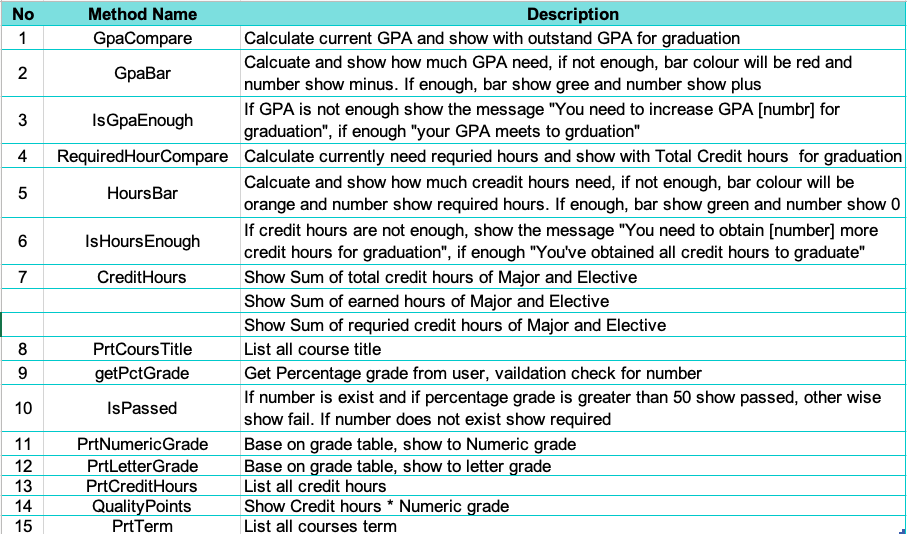 No Method Name Description
1 GpaCompare Calculate current GPA and show with outstand GPA for graduation
2 GpaBar Calcuate and show how much GPA need, if not enough, bar colour will be red and
number show minus. If enough, bar show gree and number show plus
3 IsGpaEnough If GPA is not enough show the message "You need to increase GPA [numbr] for
graduation", if enough "your GPA meets to grduation"
4 RequiredHourCompare Calculate currently need requried hours and show with Total Credit hours for graduation
5 HoursBar Calcuate and show how much creadit hours need, if not enough, bar colour will be
orange and number show required hours. If enough, bar show green and number show 0
6 IsHoursEnough If credit hours are not enough, show the message "You need to obtain [number] more
credit hours for graduation", if enough "You've obtained all credit hours to graduate"
7 CreditHours Show Sum of total credit hours of Major and Elective
Show Sum of earned hours of Major and Elective
Show Sum of requried credit hours of Major and Elective
8 PrtCoursTitle List all course title
9 getPctGrade Get Percentage grade from user, vaildation check for number
10 IsPassed If number is exist and if percentage grade is greater than 50 show passed, other wise
show fail. If number does not exist show required
11 PrtNumericGrade Base on grade table, show to Numeric grade
12 PrtLetterGrade Base on grade table, show to letter grade
13 PrtCreditHours List all credit hours
14 QualityPoints Show Credit hours * Numeric grade
15 PrtTerm List all courses term